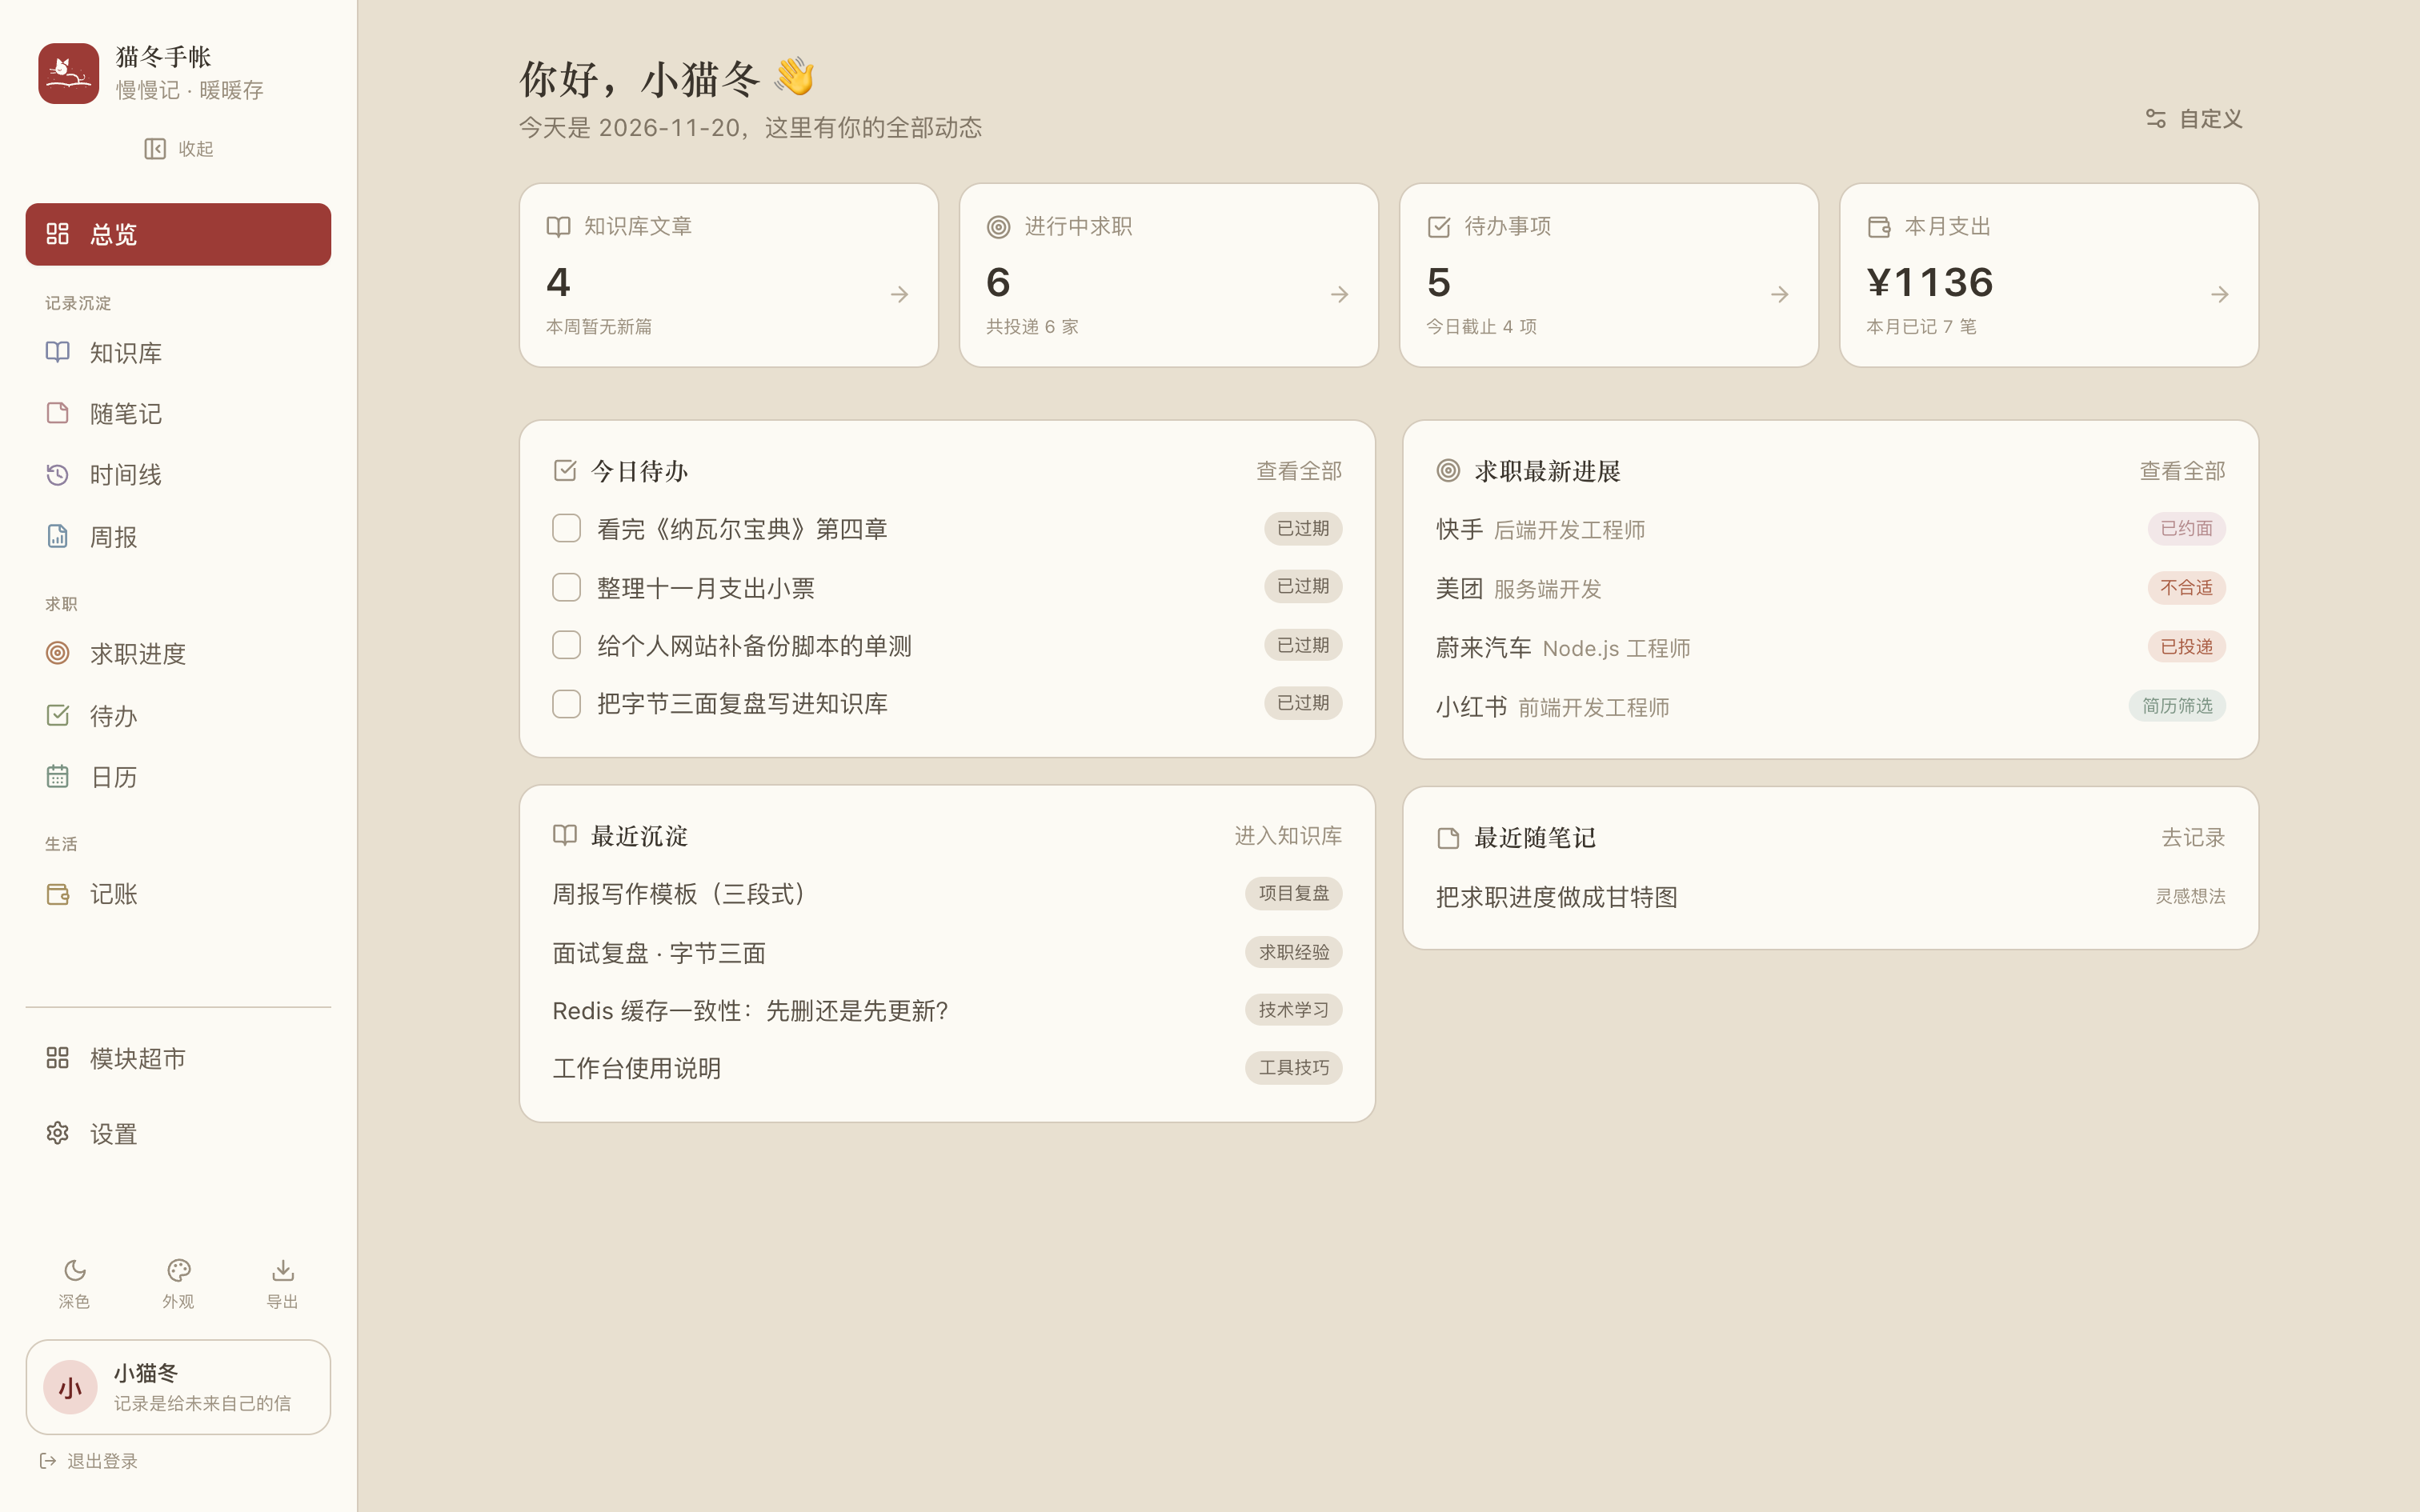 猫冬手帐
慢慢记 · 暖暖存
收起
总览
记录沉淀
知识库
随笔记
时间线
周报
求职
求职进度
待办
日历
生活
记账
模块超市
设置
深色
外观
导出
小
小猫冬
记录是给未来自己的信
退出登录
你好，小猫冬 👋
今天是 2026-11-20，这里有你的全部动态
自定义
知识库文章
4
本周暂无新篇
进行中求职
6
共投递 6 家
待办事项
5
今日截止 4 项
本月支出
¥1136
本月已记 7 笔
今日待办 查看全部
看完《纳瓦尔宝典》第四章 已过期
整理十一月支出小票 已过期
给个人网站补备份脚本的单测 已过期
把字节三面复盘写进知识库 已过期
求职最新进展 查看全部
快手 后端开发工程师 已约面
美团 服务端开发 不合适
蔚来汽车 Node.js 工程师 已投递
小红书 前端开发工程师 简历筛选
最近沉淀 进入知识库
周报写作模板（三段式） 项目复盘
面试复盘 · 字节三面 求职经验
Redis 缓存一致性：先删还是先更新？ 技术学习
工作台使用说明 工具技巧
最近随笔记 去记录
把求职进度做成甘特图 灵感想法